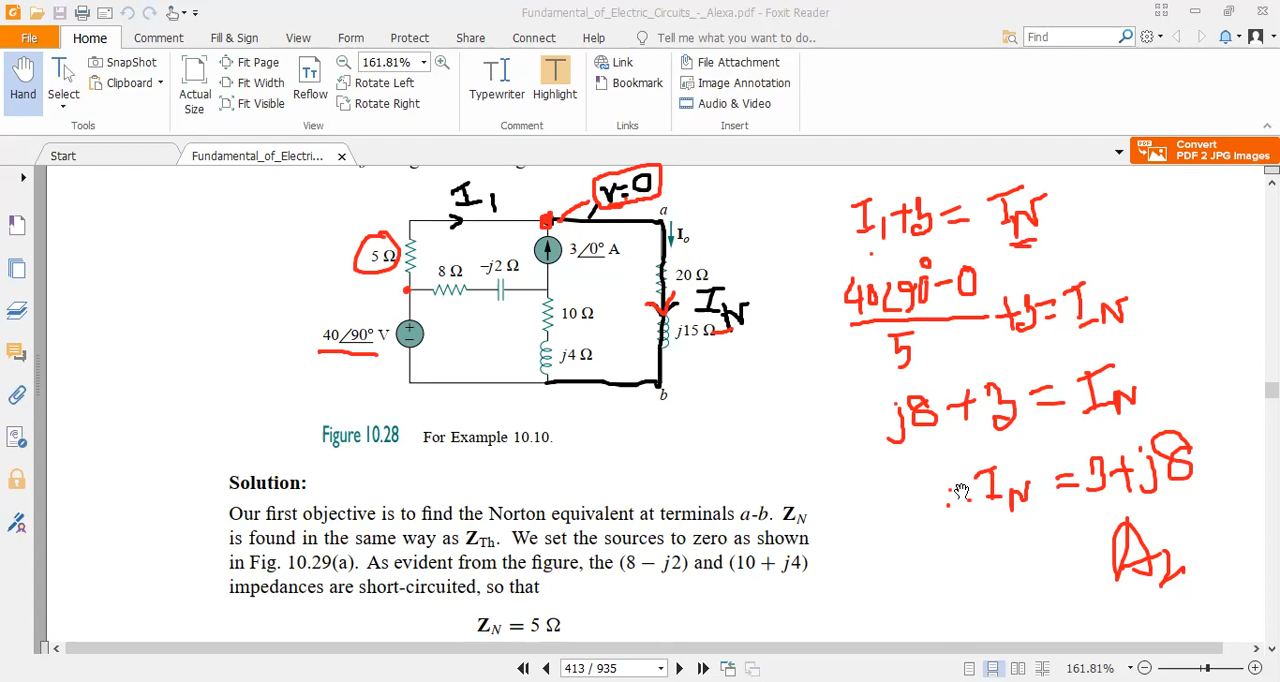 Fundamental_of_Electric_Circuits_-_Alexa.pdf - Foxit Reader
File Home Comment Fill & Sign View Form Protect Share Connect Help Tell me what you want to do.. Find
Hand
Select
SnapShot
Clipboard
Actual Size
Fit Page
Fit Width
Fit Visible
Reflow
161.81%
Rotate Left
Rotate Right
Typewriter
Highlight
Link
Bookmark
File Attachment
Image Annotation
Audio & Video
Tools View Comment Links Insert
Start Fundamental_of_Electri...
Convert
PDF 2 JPG Images
I1
v=0
a
5 Ω
3∠0° A
Io
8 Ω
-j2 Ω
20 Ω
IN
10 Ω
j15 Ω
40∠90° V
j4 Ω
b
Figure 10.28 For Example 10.10.
Solution:
Our first objective is to find the Norton equivalent at terminals a-b. ZN
is found in the same way as ZTh. We set the sources to zero as shown
in Fig. 10.29(a). As evident from the figure, the (8 − j2) and (10 + j4)
impedances are short-circuited, so that
ZN = 5 Ω
I1+3 = IN
40∠90°-0
/5 +3 = IN
j8 +3 = IN
IN = 3+j8
413 / 935
161.81%